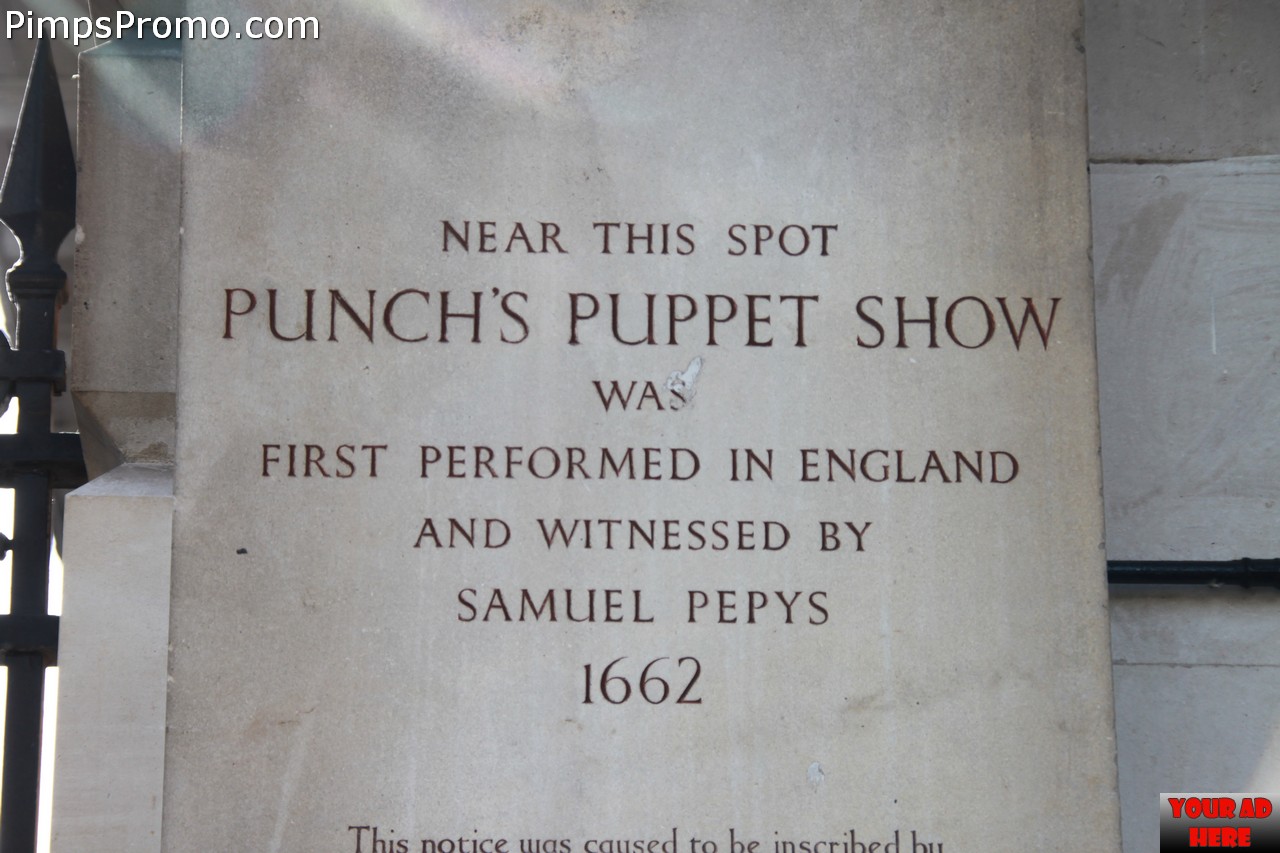 PimpsPromo.com
NEAR THIS SPOT
PUNCH'S PUPPET SHOW
WAS
FIRST PERFORMED IN ENGLAND
AND WITNESSED BY
SAMUEL PEPYS
1662
This notice was caused to be inscribed by
YOUR AD
HERE